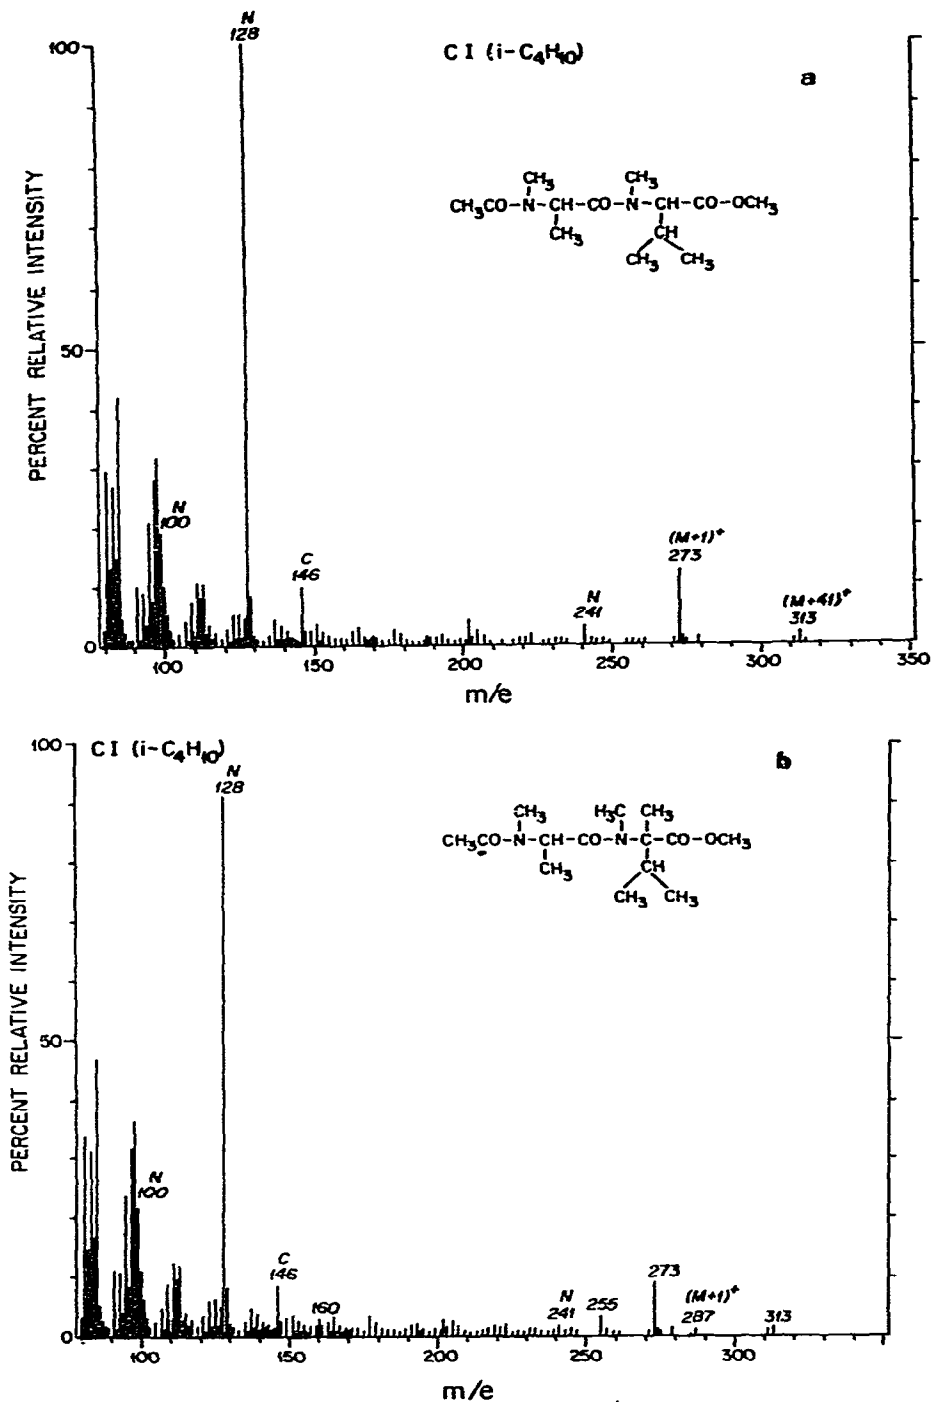 N
128
100
CI (i-C4H10)
a
CH3 CH3
CH3CO-N-CH-CO-N-CH-CO-OCH3
CH3 CH
CH3 CH3
PERCENT RELATIVE INTENSITY
50
N
100
C
146
(M+1)+
273
N
241
(M+41)+
313
0
100 150 200 250 300 350
m/e
100
CI (i-C4H10)
b
N
128
CH3 H3C CH3
CH3CO-N-CH-CO-N-C-CO-OCH3
CH3 CH
CH3 CH3
PERCENT RELATIVE INTENSITY
50
N
100
C
146
160
N
241
255
273
(M+1)+
287
313
0
100 150 200 250 300
m/e